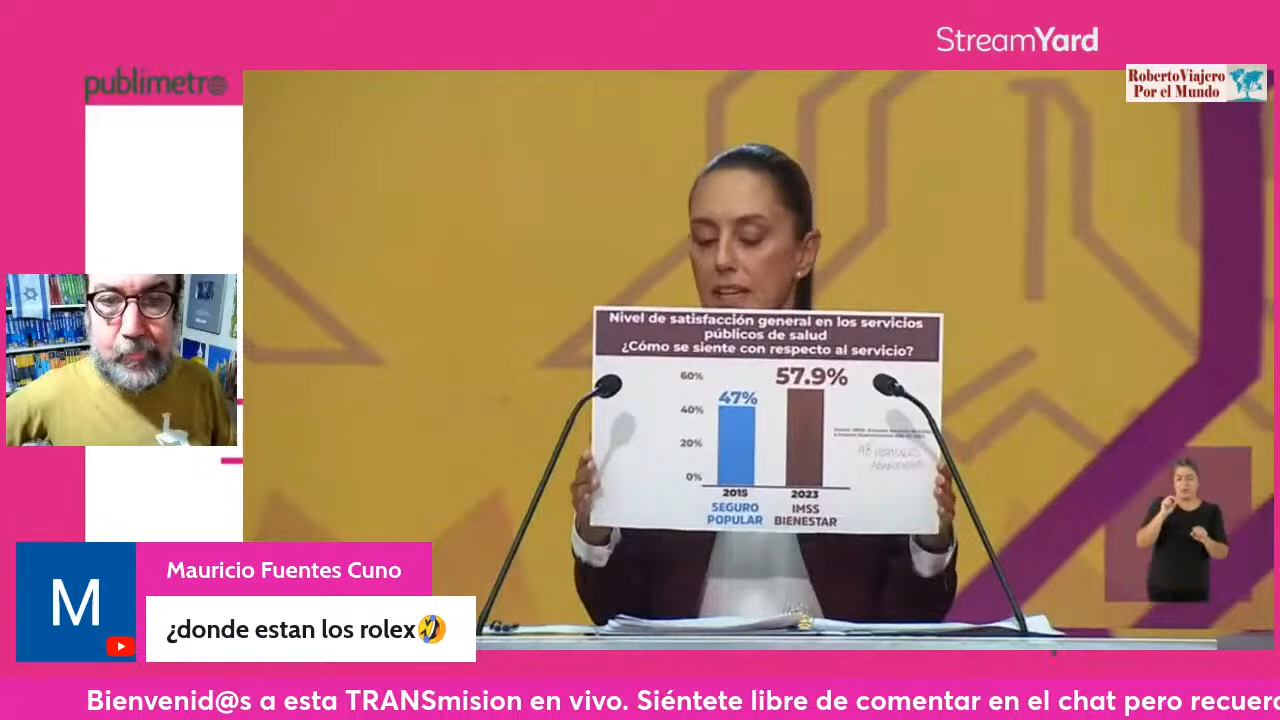 StreamYard
publimetro
RobertoViajero
Por el Mundo
Nivel de satisfacción general en los servicios
públicos de salud
¿Cómo se siente con respecto al servicio?
60%
40%
20%
0%
47%
57.9%
2015
2023
SEGURO
POPULAR
IMSS
BIENESTAR
M
Mauricio Fuentes Cuno
¿donde estan los rolex🤣
Bienvenid@s a esta TRANSmision en vivo. Siéntete libre de comentar en el chat pero recuerd